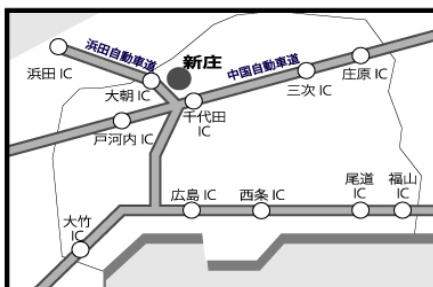 浜田自動車道
新庄
中国自動車道
浜田 IC
大朝 IC
庄原 IC
三次 IC
千代田
IC
戸河内 IC
広島 IC
西条 IC
尾道
IC
福山
IC
大竹
IC